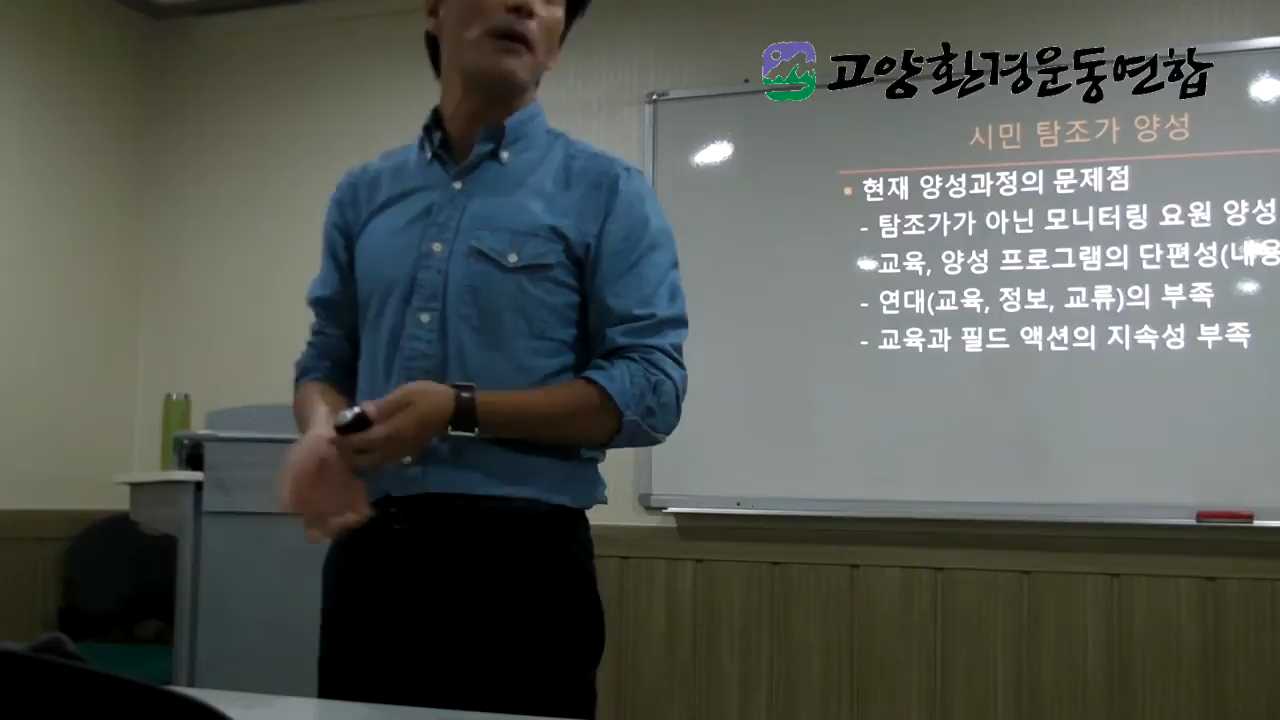 고양환경운동연합
시민 탐조가 양성
▪ 현재 양성과정의 문제점
- 탐조가가 아닌 모니터링 요원 양성
- 교육, 양성 프로그램의 단편성(내용
- 연대(교육, 정보, 교류)의 부족
- 교육과 필드 액션의 지속성 부족